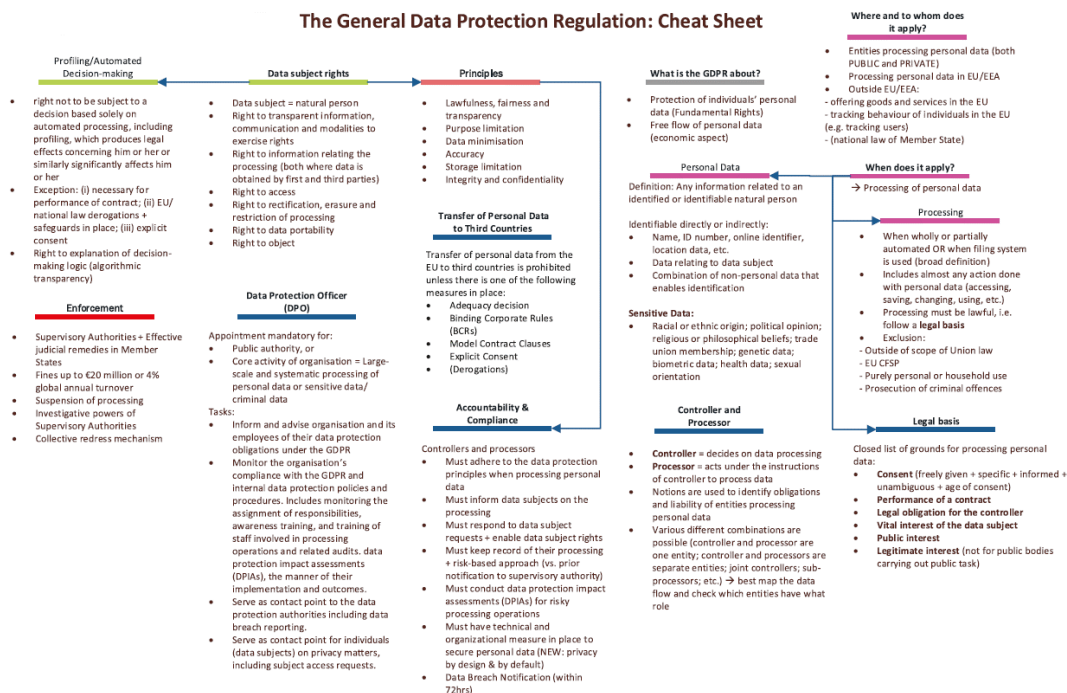 The General Data Protection Regulation: Cheat Sheet
Profiling/Automated
Decision-making
• right not to be subject to a
decision based solely on
automated processing, including
profiling, which produces legal
effects concerning him or her or
similarly significantly affects him
or her
• Exception: (i) necessary for
performance of contract; (ii) EU/
national law derogations +
safeguards in place; (iii) explicit
consent
• Right to explanation of decision-
making logic (algorithmic
transparency)
Enforcement
• Supervisory Authorities + Effective
judicial remedies in Member
States
• Fines up to €20 million or 4%
global annual turnover
• Suspension of processing
• Investigative powers of
Supervisory Authorities
• Collective redress mechanism
Data subject rights
• Data subject = natural person
• Right to transparent information,
communication and modalities to
exercise rights
• Right to information relating the
processing (both where data is
obtained by first and third parties)
• Right to access
• Right to rectification, erasure and
restriction of processing
• Right to data portability
• Right to object
Data Protection Officer
(DPO)
Appointment mandatory for:
• Public authority, or
• Core activity of organisation = Large-
scale and systematic processing of
personal data or sensitive data/
criminal data
Tasks:
• Inform and advise organisation and its
employees of their data protection
obligations under the GDPR
• Monitor the organisation's
compliance with the GDPR and
internal data protection policies and
procedures. Includes monitoring the
assignment of responsibilities,
awareness training, and training of
staff involved in processing
operations and related audits. data
protection impact assessments
(DPIAs), the manner of their
implementation and outcomes.
• Serve as contact point to the data
protection authorities including data
breach reporting.
• Serve as contact point for individuals
(data subjects) on privacy matters,
including subject access requests.
Principles
• Lawfulness, fairness and
transparency
• Purpose limitation
• Data minimisation
• Accuracy
• Storage limitation
• Integrity and confidentiality
Transfer of Personal Data
to Third Countries
Transfer of personal data from the
EU to third countries is prohibited
unless there is one of the following
measures in place:
• Adequacy decision
• Binding Corporate Rules
(BCRs)
• Model Contract Clauses
• Explicit Consent
• (Derogations)
Accountability &
Compliance
Controllers and processors
• Must adhere to the data protection
principles when processing personal
data
• Must inform data subjects on the
processing
• Must respond to data subject
requests + enable data subject rights
• Must keep record of their processing
+ risk-based approach (vs. prior
notification to supervisory authority)
• Must conduct data protection impact
assessments (DPIAs) for risky
processing operations
• Must have technical and
organizational measure in place to
secure personal data (NEW: privacy
by design & by default)
• Data Breach Notification (within
72hrs)
What is the GDPR about?
• Protection of individuals' personal
data (Fundamental Rights)
• Free flow of personal data
(economic aspect)
Personal Data
Definition: Any information related to an
identified or identifiable natural person
Identifiable directly or indirectly:
• Name, ID number, online identifier,
location data, etc.
• Data relating to data subject
• Combination of non-personal data that
enables identification
Sensitive Data:
• Racial or ethnic origin; political opinion;
religious or philosophical beliefs; trade
union membership; genetic data;
biometric data; health data; sexual
orientation
Controller and
Processor
• Controller = decides on data processing
• Processor = acts under the instructions
of controller to process data
• Notions are used to identify obligations
and liability of entities processing
personal data
• Various different combinations are
possible (controller and processor are
one entity; controller and processors are
separate entities; joint controllers; sub-
processors; etc.) → best map the data
flow and check which entities have what
role
Where and to whom does
it apply?
• Entities processing personal data (both
PUBLIC and PRIVATE)
• Processing personal data in EU/EEA
• Outside EU/EEA:
- offering goods and services in the EU
- tracking behaviour of individuals in the EU
(e.g. tracking users)
- (national law of Member State)
When does it apply?
→ Processing of personal data
Processing
• When wholly or partially
automated OR when filing system
is used (broad definition)
• Includes almost any action done
with personal data (accessing,
saving, changing, using, etc.)
• Processing must be lawful, i.e.
follow a legal basis
• Exclusion:
- Outside of scope of Union law
- EU CFSP
- Purely personal or household use
- Prosecution of criminal offences
Legal basis
Closed list of grounds for processing personal
data:
• Consent (freely given + specific + informed +
unambiguous + age of consent)
• Performance of a contract
• Legal obligation for the controller
• Vital interest of the data subject
• Public interest
• Legitimate interest (not for public bodies
carrying out public task)